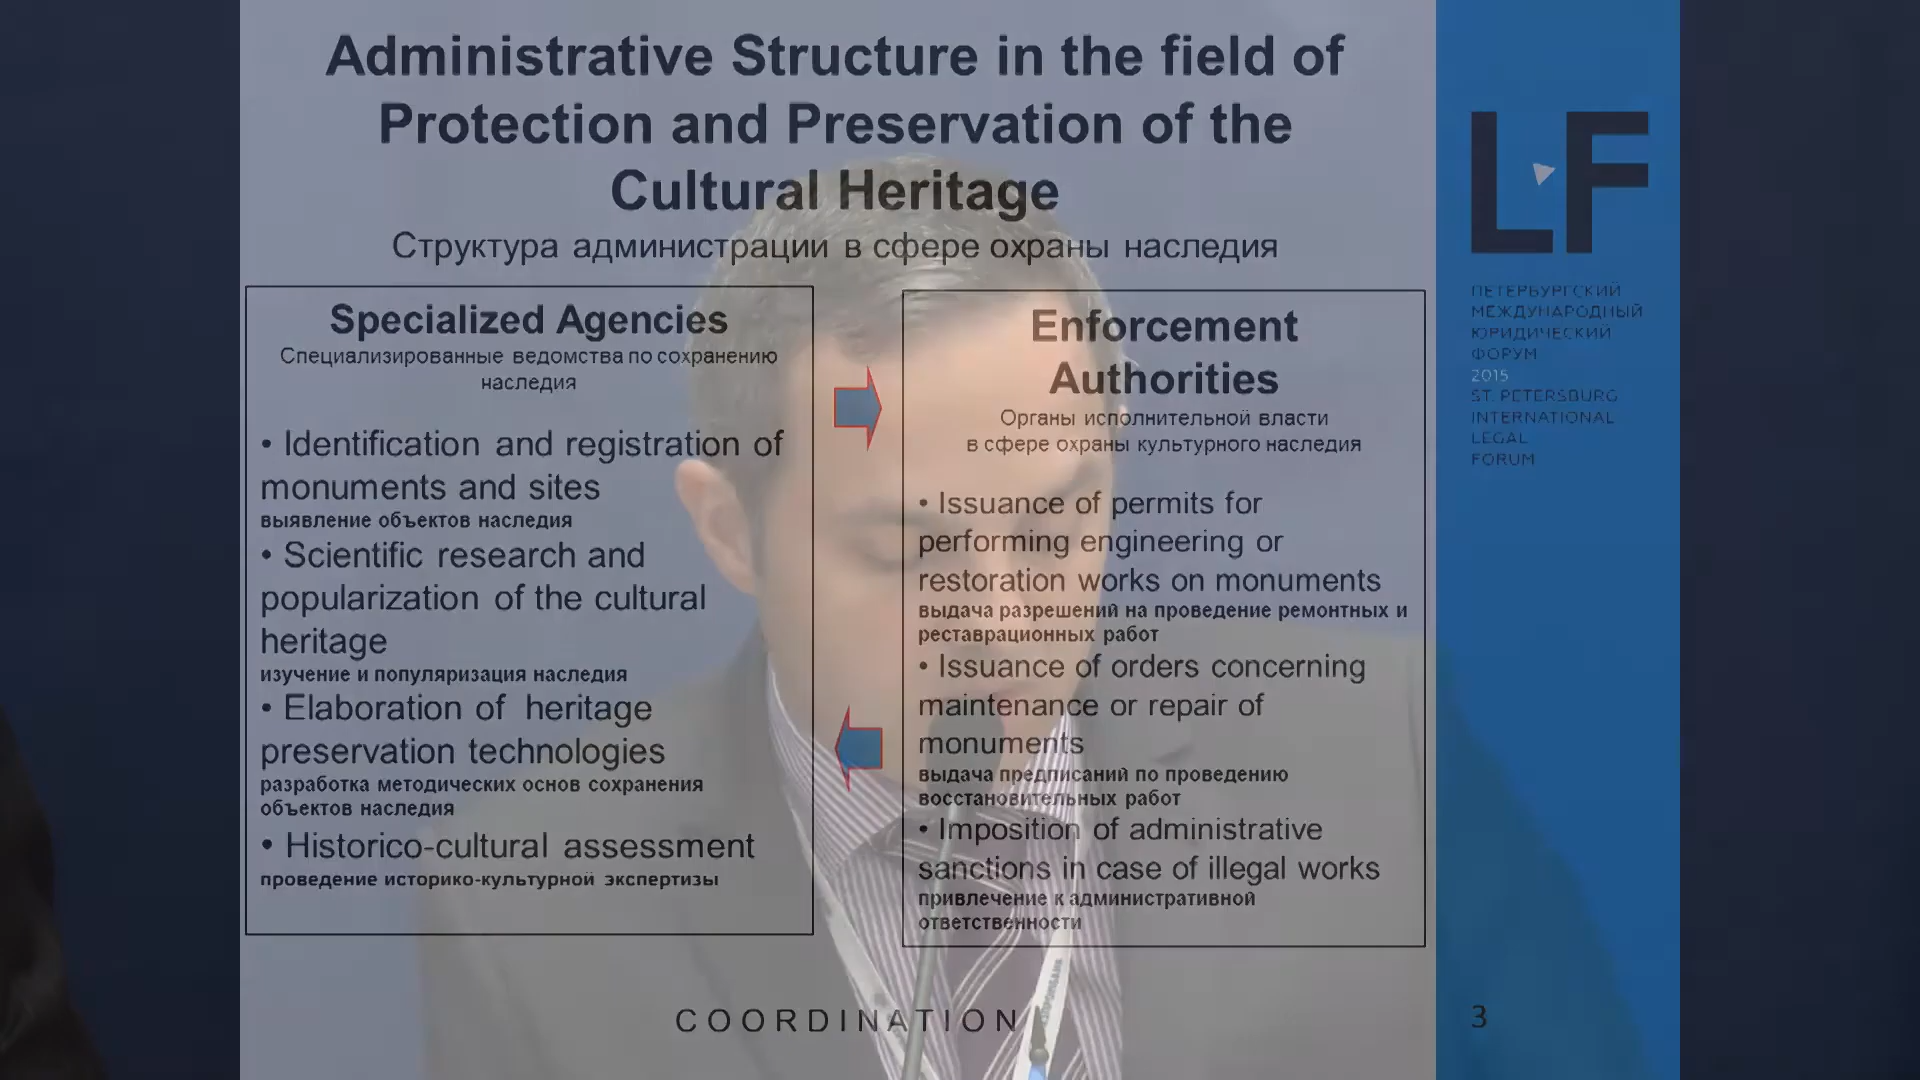 Administrative Structure in the field of
Protection and Preservation of the
Cultural Heritage
Структура администрации в сфере охраны наследия
Specialized Agencies
Специализированные ведомства по сохранению
наследия
• Identification and registration of
monuments and sites
выявление объектов наследия
• Scientific research and
popularization of the cultural
heritage
изучение и популяризация наследия
• Elaboration of heritage
preservation technologies
разработка методических основ сохранения
объектов наследия
• Historico-cultural assessment
проведение историко-культурной экспертизы
Enforcement
Authorities
Органы исполнительной власти
в сфере охраны культурного наследия
• Issuance of permits for
performing engineering or
restoration works on monuments
выдача разрешений на проведение ремонтных и
реставрационных работ
• Issuance of orders concerning
maintenance or repair of
monuments
выдача предписаний по проведению
восстановительных работ
• Imposition of administrative
sanctions in case of illegal works
привлечение к административной
ответственности
COORDINATION
LF
ПЕТЕРБУРГСКИЙ
МЕЖДУНАРОДНЫЙ
ЮРИДИЧЕСКИЙ
ФОРУМ
2015
ST. PETERSBURG
INTERNATIONAL
LEGAL
FORUM
3